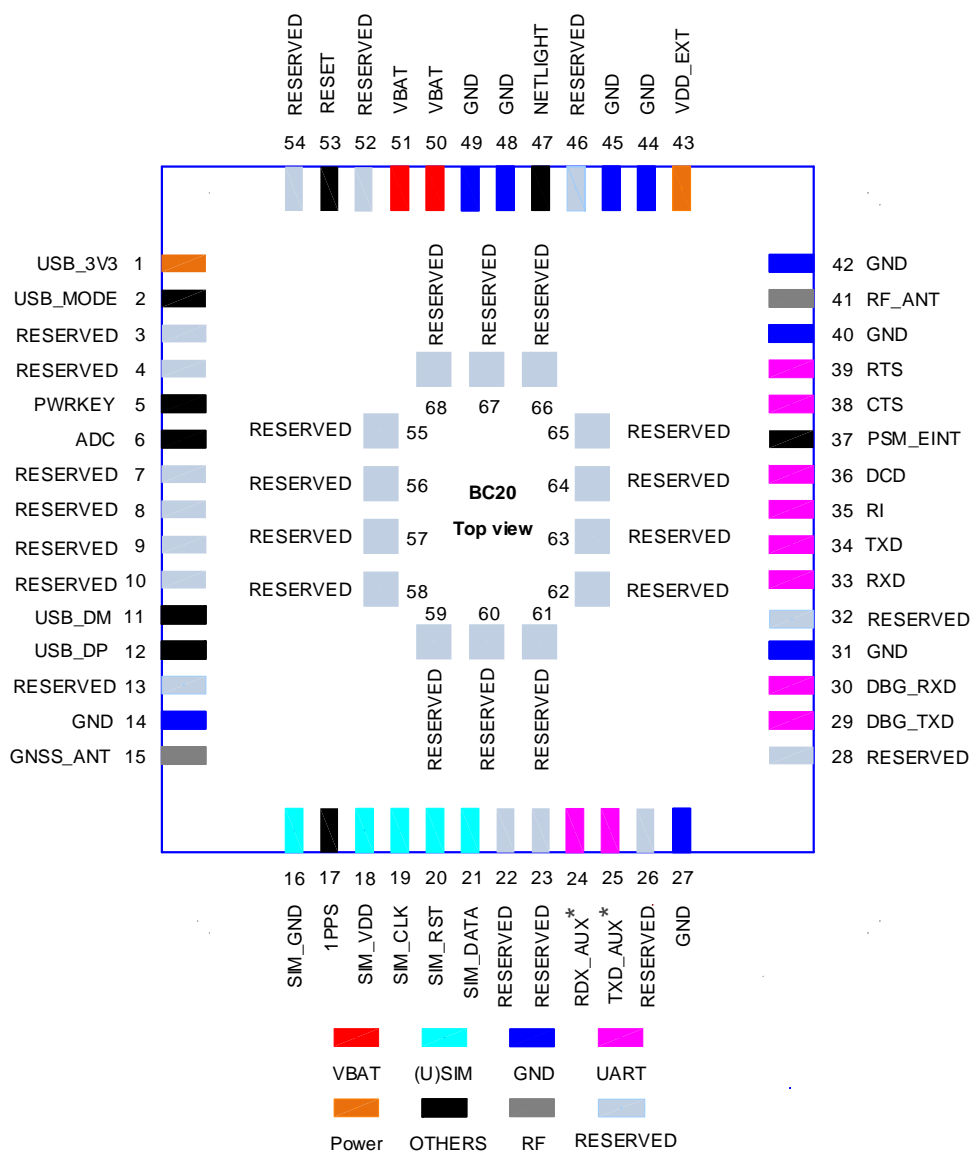 RESERVED
RESET
RESERVED
VBAT
VBAT
GND
GND
NETLIGHT
RESERVED
GND
GND
VDD_EXT
54 53 52 51 50 49 48 47 46 45 44 43
USB_3V3 1
USB_MODE 2
RESERVED 3
RESERVED 4
PWRKEY 5
ADC 6
RESERVED 7
RESERVED 8
RESERVED 9
RESERVED 10
USB_DM 11
USB_DP 12
RESERVED 13
GND 14
GNSS_ANT 15
RESERVED
RESERVED
RESERVED
68 67 66
RESERVED 55
RESERVED 56
RESERVED 57
RESERVED 58
BC20
Top view
65 RESERVED
64 RESERVED
63 RESERVED
62 RESERVED
59 60 61
RESERVED
RESERVED
RESERVED
42 GND
41 RF_ANT
40 GND
39 RTS
38 CTS
37 PSM_EINT
36 DCD
35 RI
34 TXD
33 RXD
32 RESERVED
31 GND
30 DBG_RXD
29 DBG_TXD
28 RESERVED
16 17 18 19 20 21 22 23 24 25 26 27
SIM_GND
1PPS
SIM_VDD
SIM_CLK
SIM_RST
SIM_DATA
RESERVED
RESERVED
RDX_AUX*
TXD_AUX*
RESERVED
GND
VBAT (U)SIM GND UART
Power OTHERS RF RESERVED